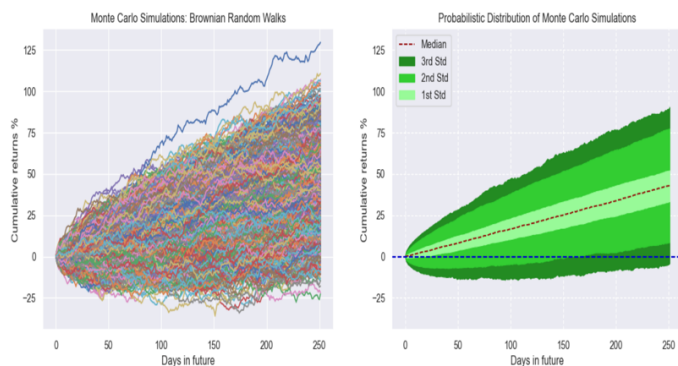 Monte Carlo Simulations: Brownian Random Walks
Cumulative returns %
125
100
75
50
25
0
−25
0 50 100 150 200 250
Days in future
Probabilistic Distribution of Monte Carlo Simulations
Median
3rd Std
2nd Std
1st Std
Cumulative returns %
125
100
75
50
25
0
−25
0 50 100 150 200 250
Days in future